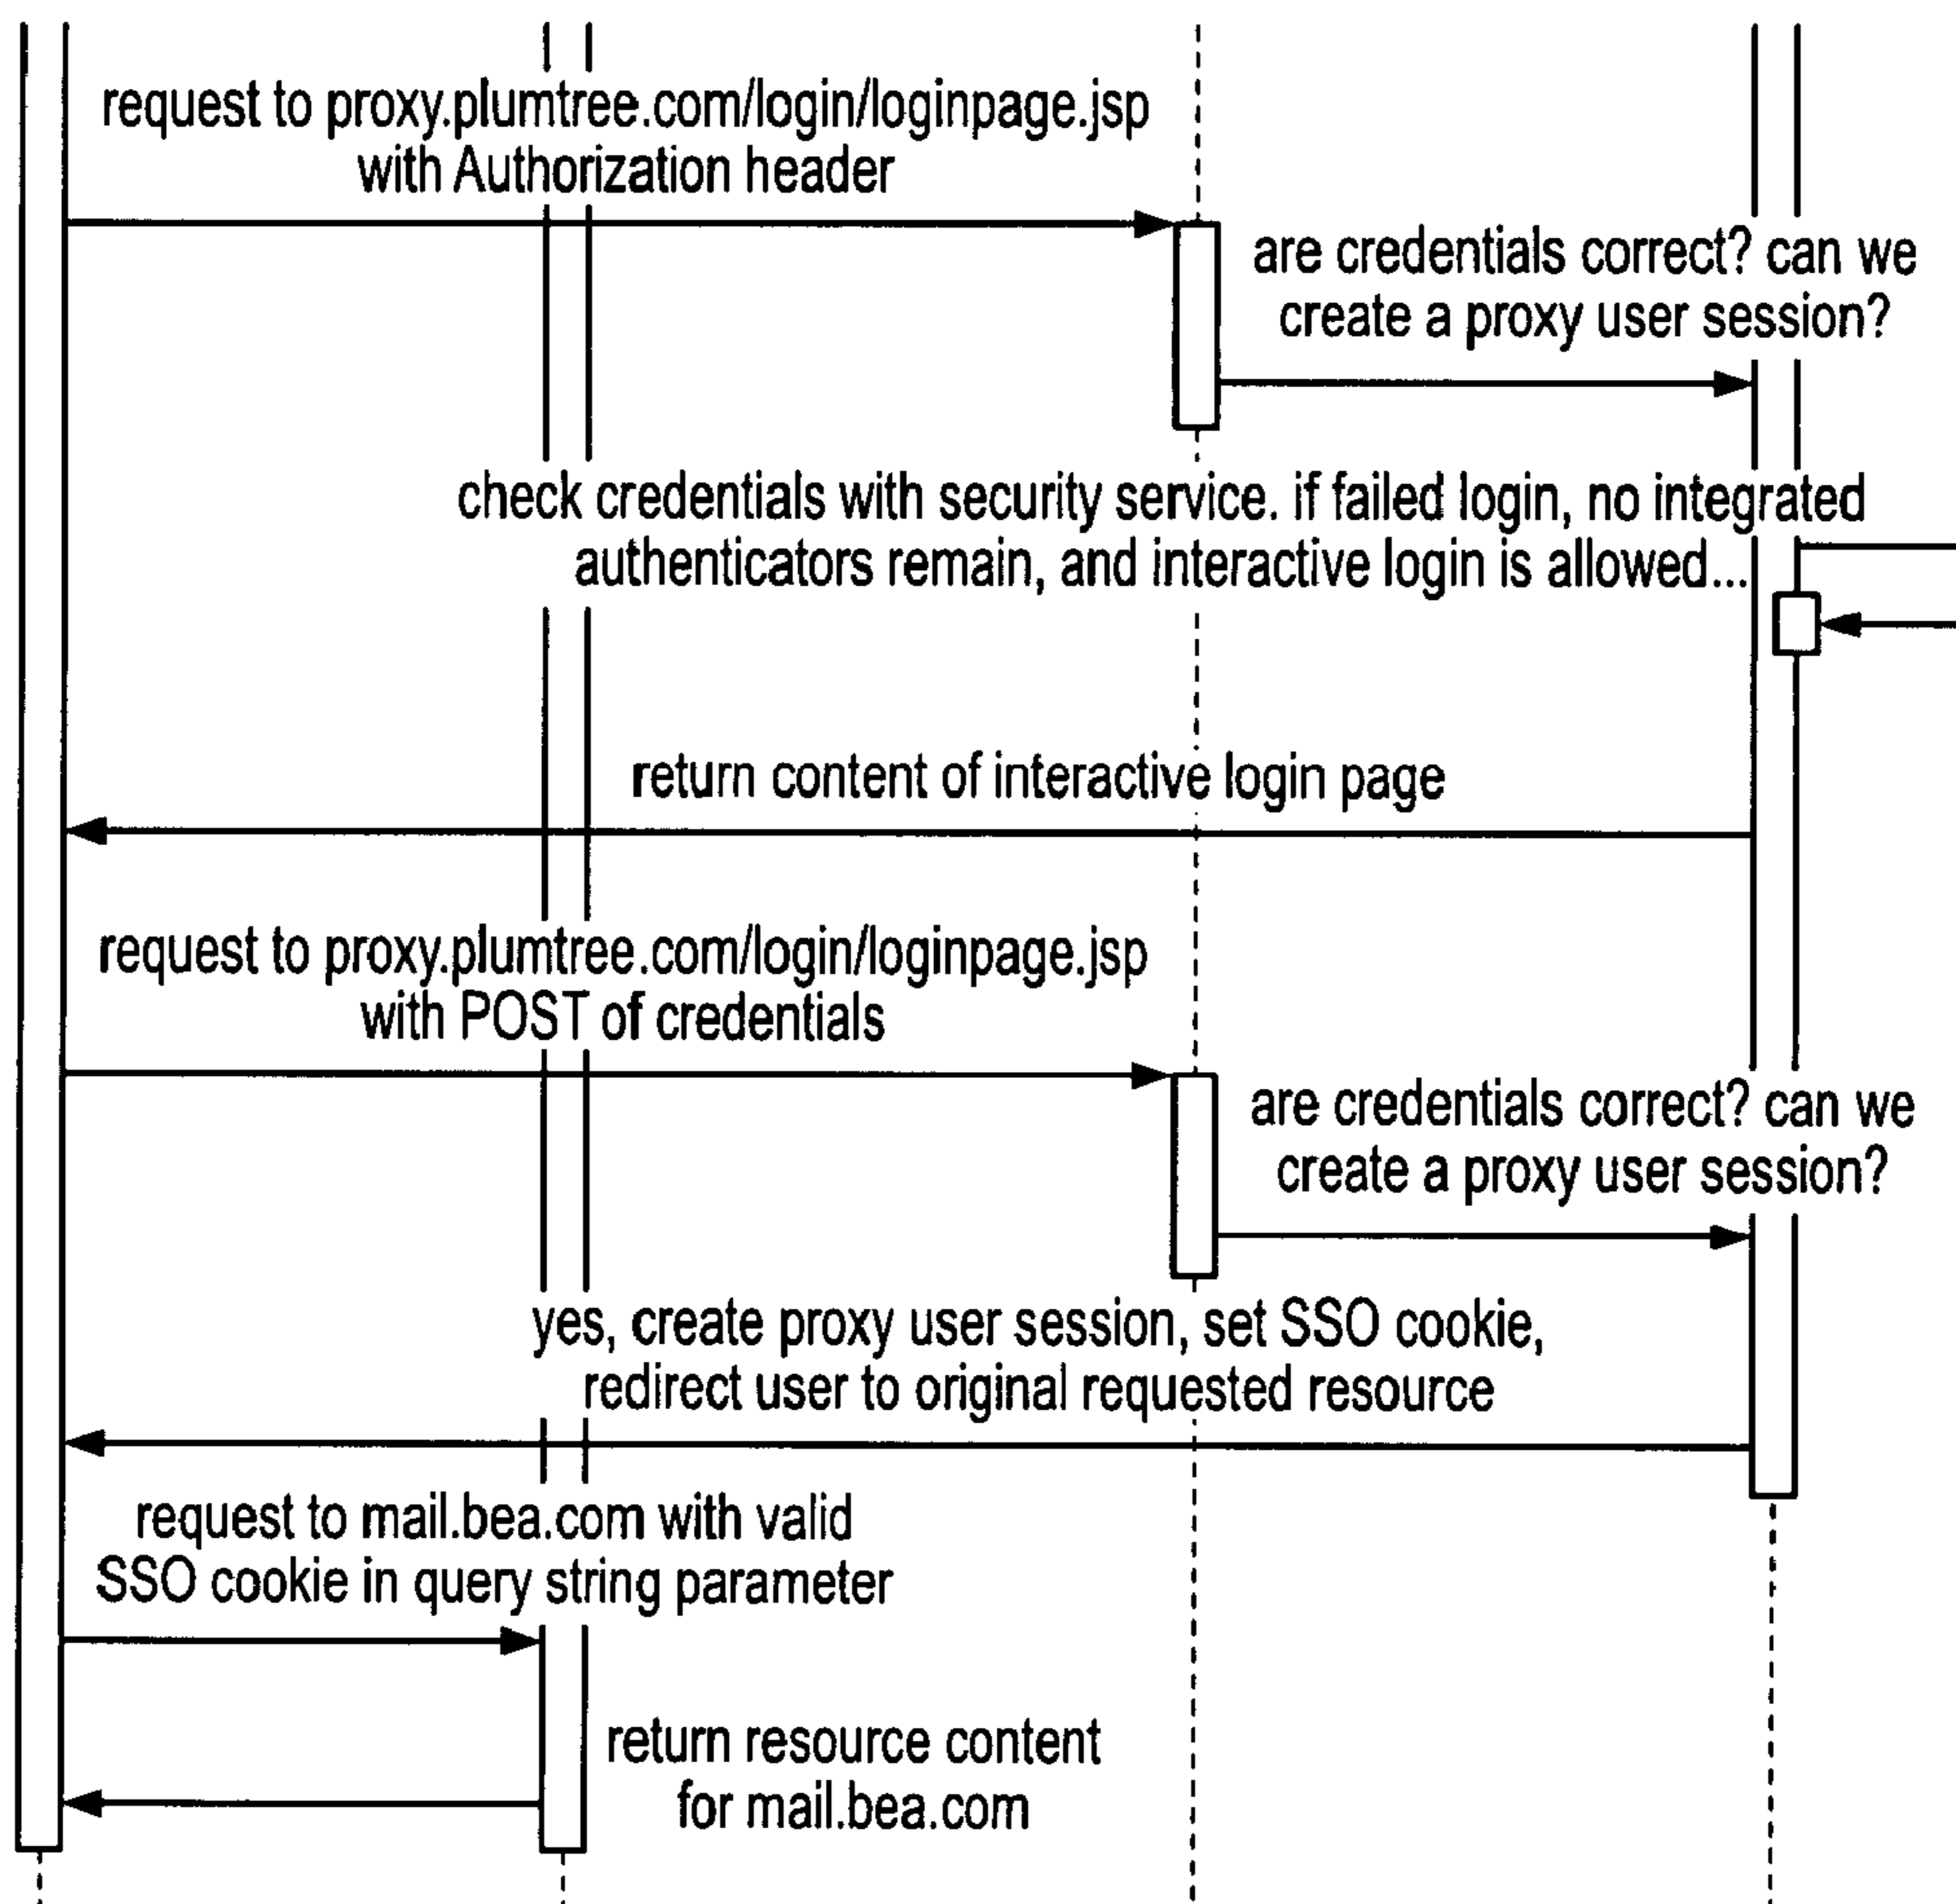 request to proxy.plumtree.com/login/loginpage.jsp
with Authorization header
are credentials correct? can we
create a proxy user session?
check credentials with security service. if failed login, no integrated
authenticators remain, and interactive login is allowed...
return content of interactive login page
request to proxy.plumtree.com/login/loginpage.jsp
with POST of credentials
are credentials correct? can we
create a proxy user session?
yes, create proxy user session, set SSO cookie,
redirect user to original requested resource
request to mail.bea.com with valid
SSO cookie in query string parameter
return resource content
for mail.bea.com